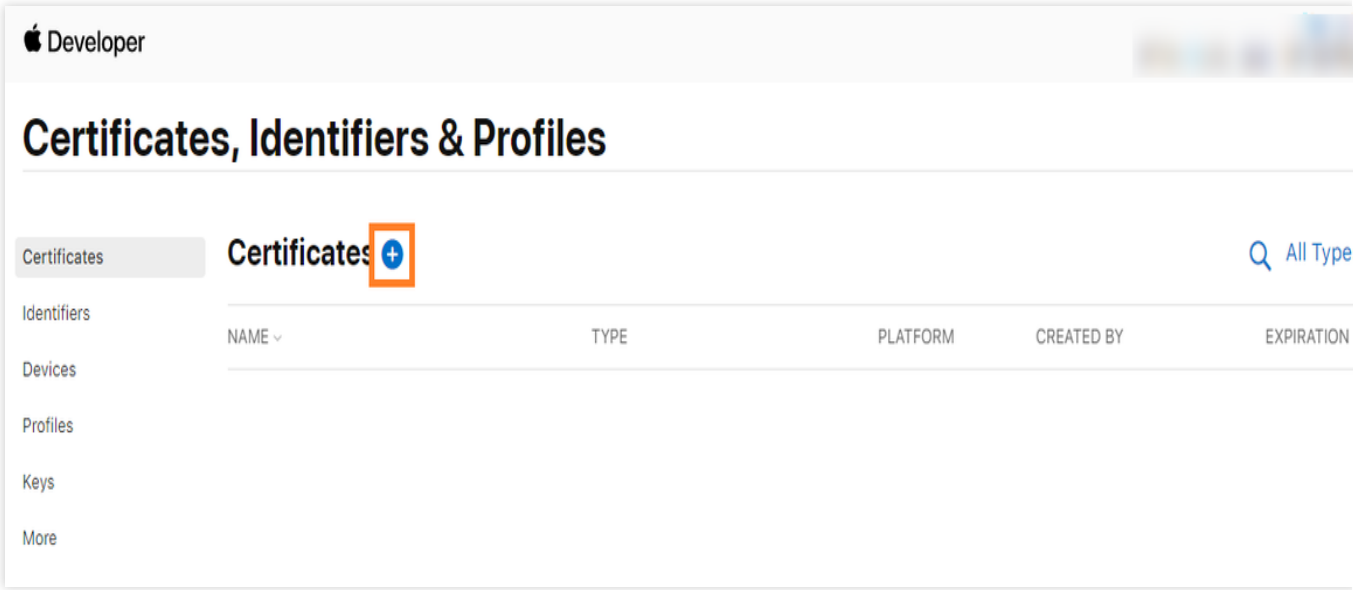 Developer
Certificates, Identifiers & Profiles
Certificates
Identifiers
Devices
Profiles
Keys
More
Certificates
All Type
NAME
TYPE
PLATFORM
CREATED BY
EXPIRATION